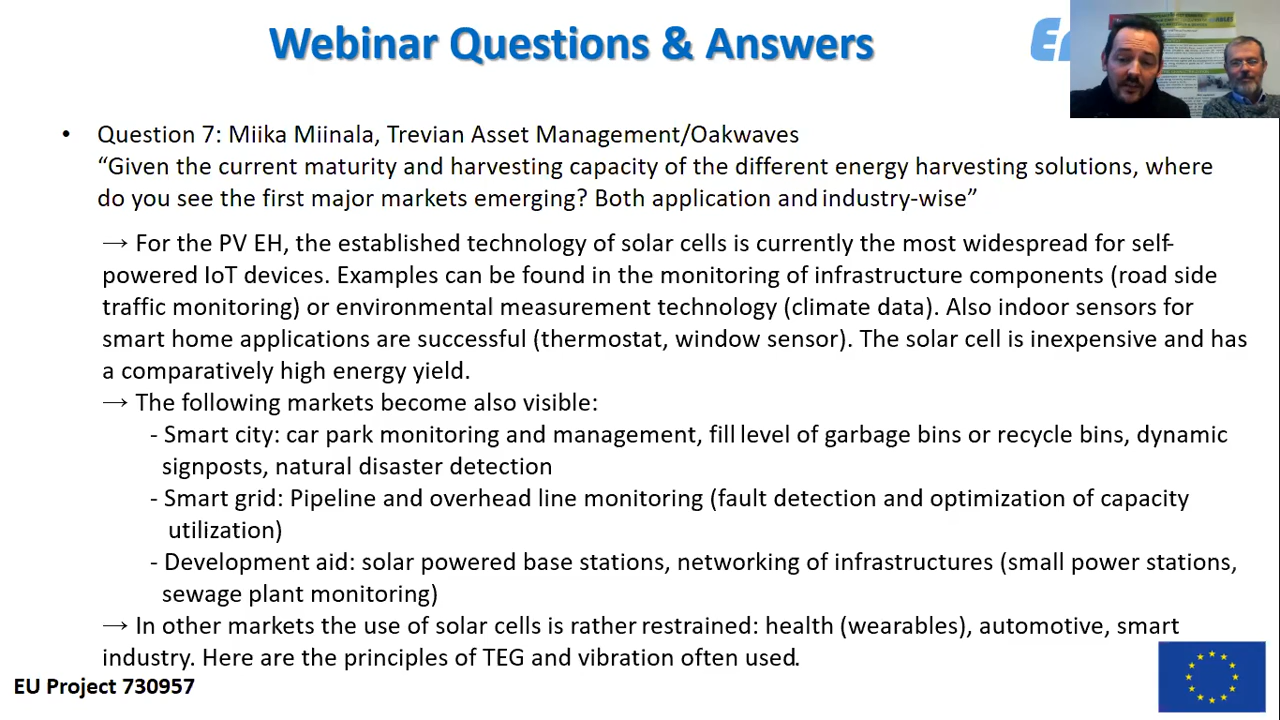 Webinar Questions & Answers
• Question 7: Miika Miinala, Trevian Asset Management/Oakwaves
“Given the current maturity and harvesting capacity of the different energy harvesting solutions, where
do you see the first major markets emerging? Both application and industry-wise”
→ For the PV EH, the established technology of solar cells is currently the most widespread for self-
powered IoT devices. Examples can be found in the monitoring of infrastructure components (road side
traffic monitoring) or environmental measurement technology (climate data). Also indoor sensors for
smart home applications are successful (thermostat, window sensor). The solar cell is inexpensive and has
a comparatively high energy yield.
→ The following markets become also visible:
- Smart city: car park monitoring and management, fill level of garbage bins or recycle bins, dynamic
signposts, natural disaster detection
- Smart grid: Pipeline and overhead line monitoring (fault detection and optimization of capacity
utilization)
- Development aid: solar powered base stations, networking of infrastructures (small power stations,
sewage plant monitoring)
→ In other markets the use of solar cells is rather restrained: health (wearables), automotive, smart
industry. Here are the principles of TEG and vibration often used.
EU Project 730957